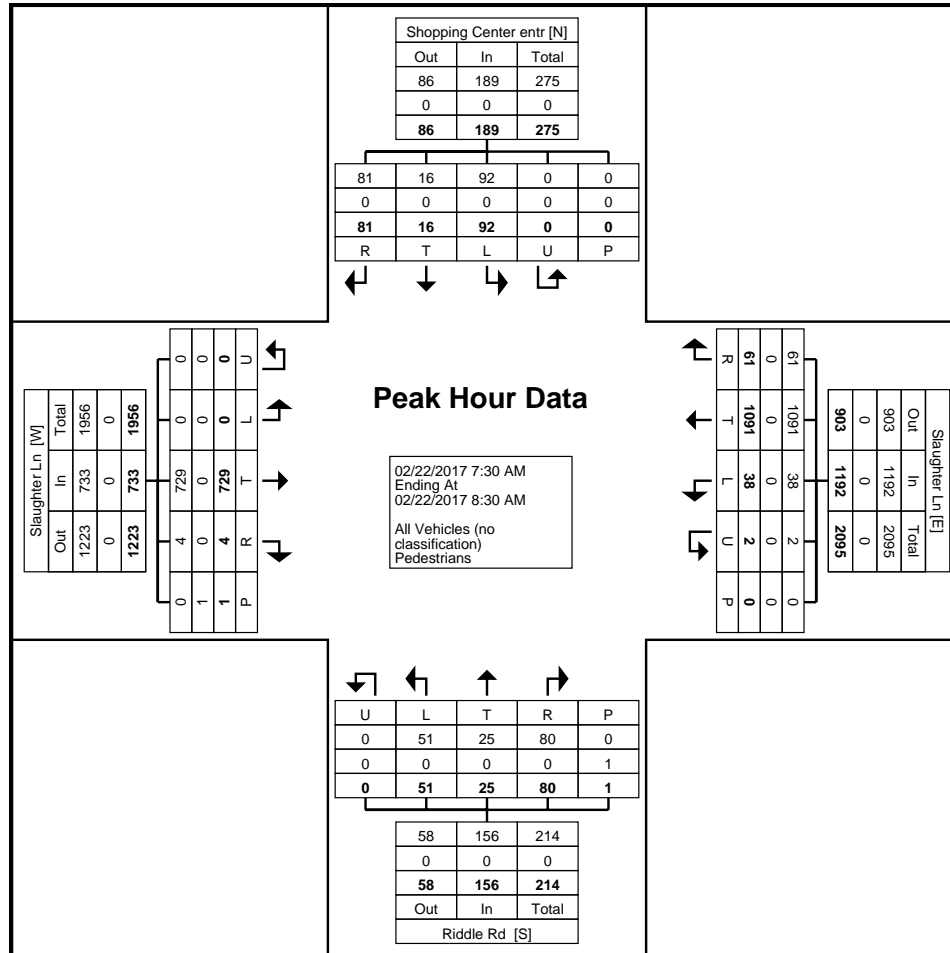 Shopping Center entr [N]
Out In Total
86 189 275
0 0 0
86 189 275
81 16 92 0 0
0 0 0 0 0
81 16 92 0 0
R T L U P
Slaughter Ln [W]
Total In Out
1956 733 1223
0 0 0
1956 733 1223
0 0 729 4 0
0 0 0 0 1
0 0 729 4 1
U L T R P
Peak Hour Data
02/22/2017 7:30 AM
Ending At
02/22/2017 8:30 AM
All Vehicles (no
classification)
Pedestrians
Slaughter Ln [E]
Out In Total
903 1192 2095
0 0 0
903 1192 2095
61 1091 38 2 0
0 0 0 0 0
61 1091 38 2 0
R T L U P
U L T R P
0 51 25 80 0
0 0 0 0 1
0 51 25 80 1
58 156 214
0 0 0
58 156 214
Out In Total
Riddle Rd [S]